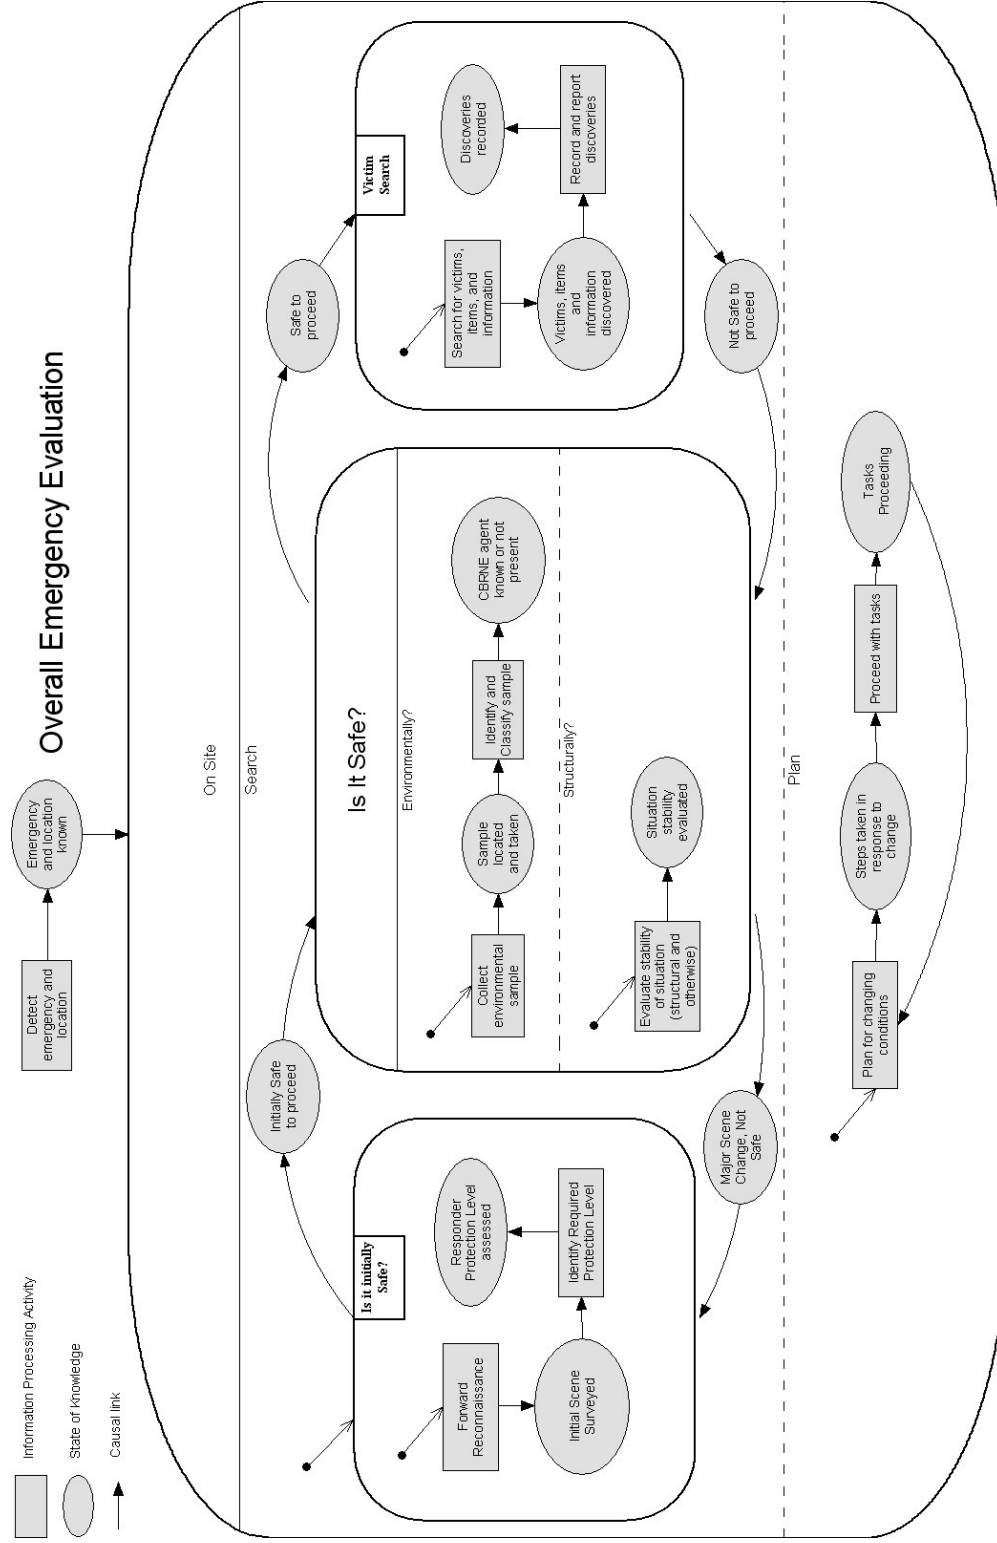 Information Processing Activity
State of Knowledge
Causal link
Detect
emergency and
location
Emergency
and location
known
Overall Emergency Evaluation
On Site
Search
Is it initially
Safe?
Forward
Reconnaissance
Initial Scene
Surveyed
Identify Required
Protection Level
Responder
Protection Level
assessed
Initially Safe
to proceed
Is It Safe?
Environmentally?
Collect
environmental
sample
Sample
located
and taken
Identify and
Classify sample
CBRNE agent
known or not
present
Structurally?
Evaluate stability
of situation
(structural and
otherwise)
Situation
stability
evaluated
Major Scene
Change, Not
Safe
Safe to
proceed
Victim
Search
Search for victims,
items, and
information
Victims, items
and
information
discovered
Record and report
discoveries
Discoveries
recorded
Not Safe to
proceed
Plan
Plan for changing
conditions
Steps taken in
response to
change
Proceed with tasks
Tasks
Proceeding